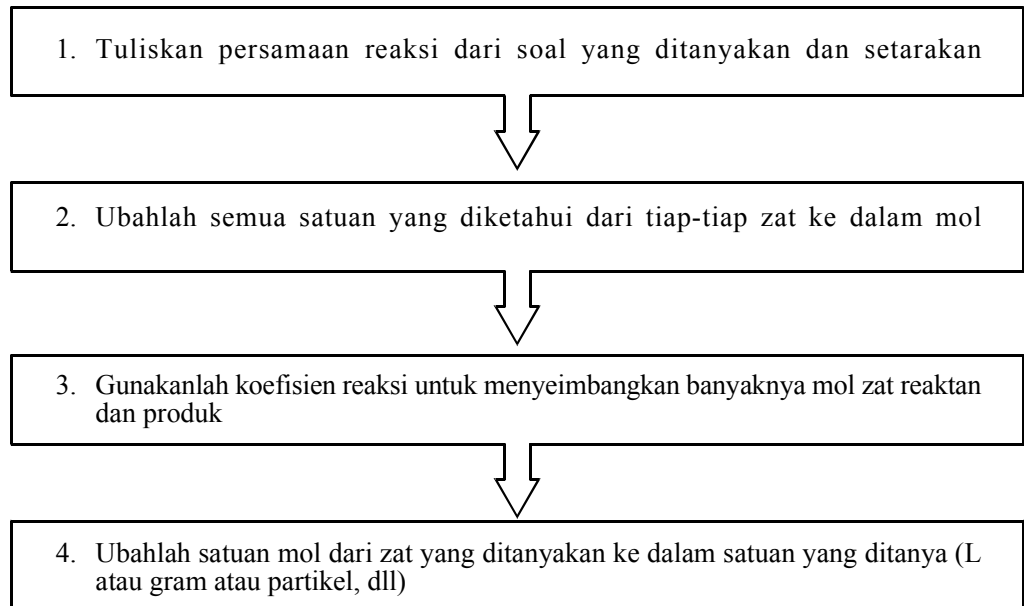 1. Tuliskan persamaan reaksi dari soal yang ditanyakan dan setarakan
2. Ubahlah semua satuan yang diketahui dari tiap-tiap zat ke dalam mol
3. Gunakanlah koefisien reaksi untuk menyeimbangkan banyaknya mol zat reaktan
dan produk
4. Ubahlah satuan mol dari zat yang ditanyakan ke dalam satuan yang ditanya (L
atau gram atau partikel, dll)